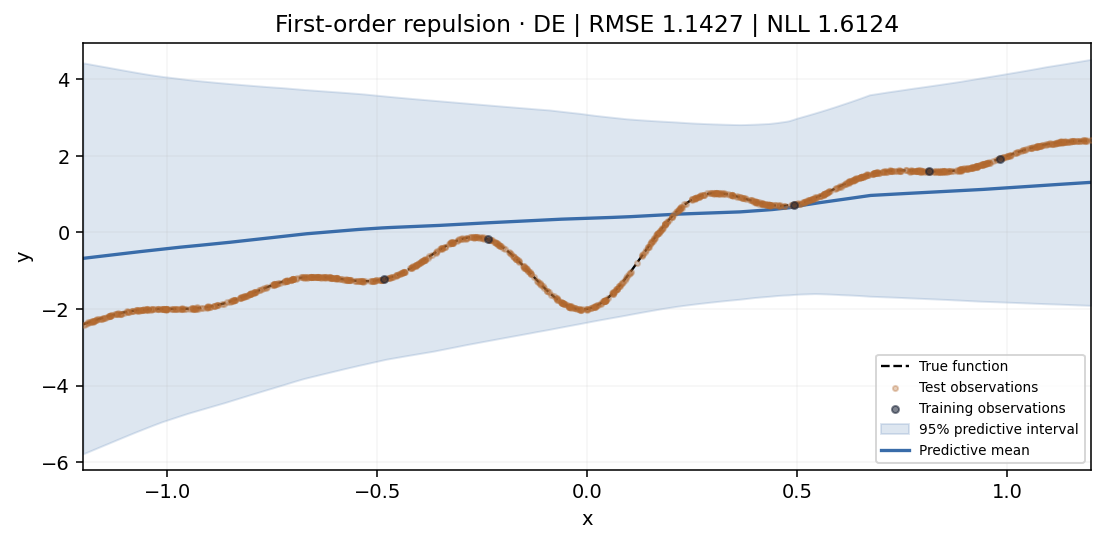 First-order repulsion · DE | RMSE 1.1427 | NLL 1.6124
y
4
2
0
−2
−4
−6
True function
Test observations
Training observations
95% predictive interval
Predictive mean
−1.0 −0.5 0.0 0.5 1.0
x